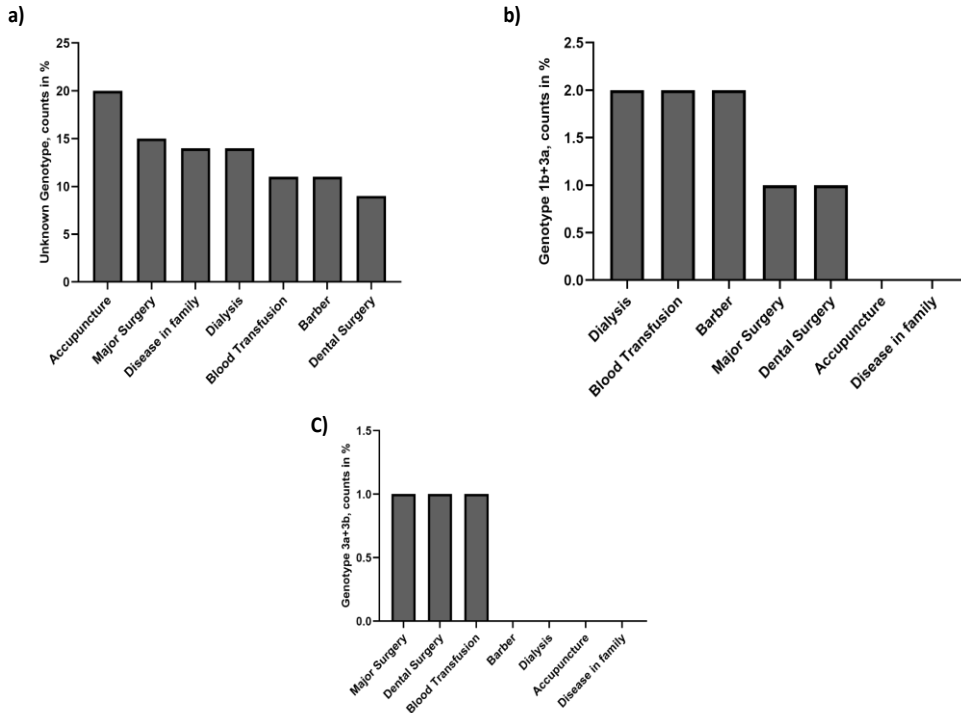 a)
Unknown Genotype, counts in %
25
20
15
10
5
0
Accupuncture
Major Surgery
Disease in family
Dialysis
Blood Transfusion
Barber
Dental Surgery
b)
Genotype 1b+3a, counts in %
2.5
2.0
1.5
1.0
0.5
0.0
Dialysis
Blood Transfusion
Barber
Major Surgery
Dental Surgery
Accupuncture
Disease in family
C)
Genotype 3a+3b, counts in %
1.5
1.0
0.5
0.0
Major Surgery
Dental Surgery
Blood Transfusion
Barber
Dialysis
Accupuncture
Disease in family